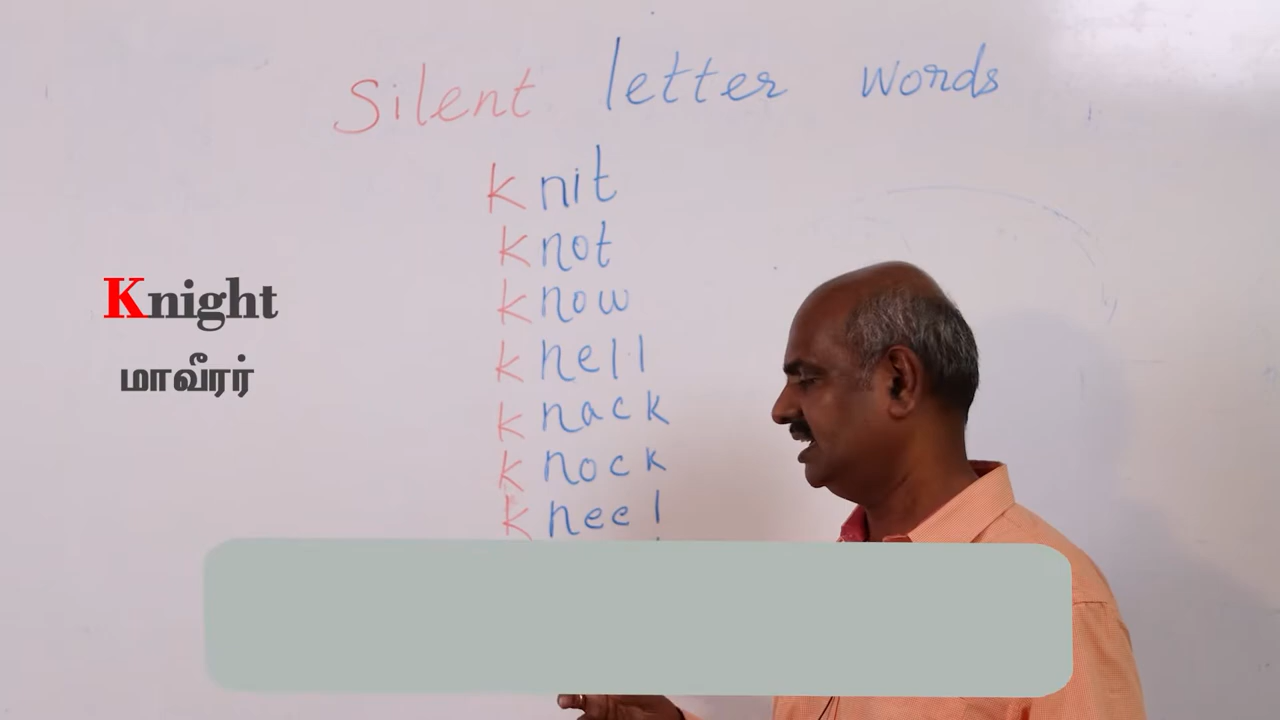 Silent letter words
knit
knot
know
knell
knack
knock
kneel
Knight
மாவீரர்